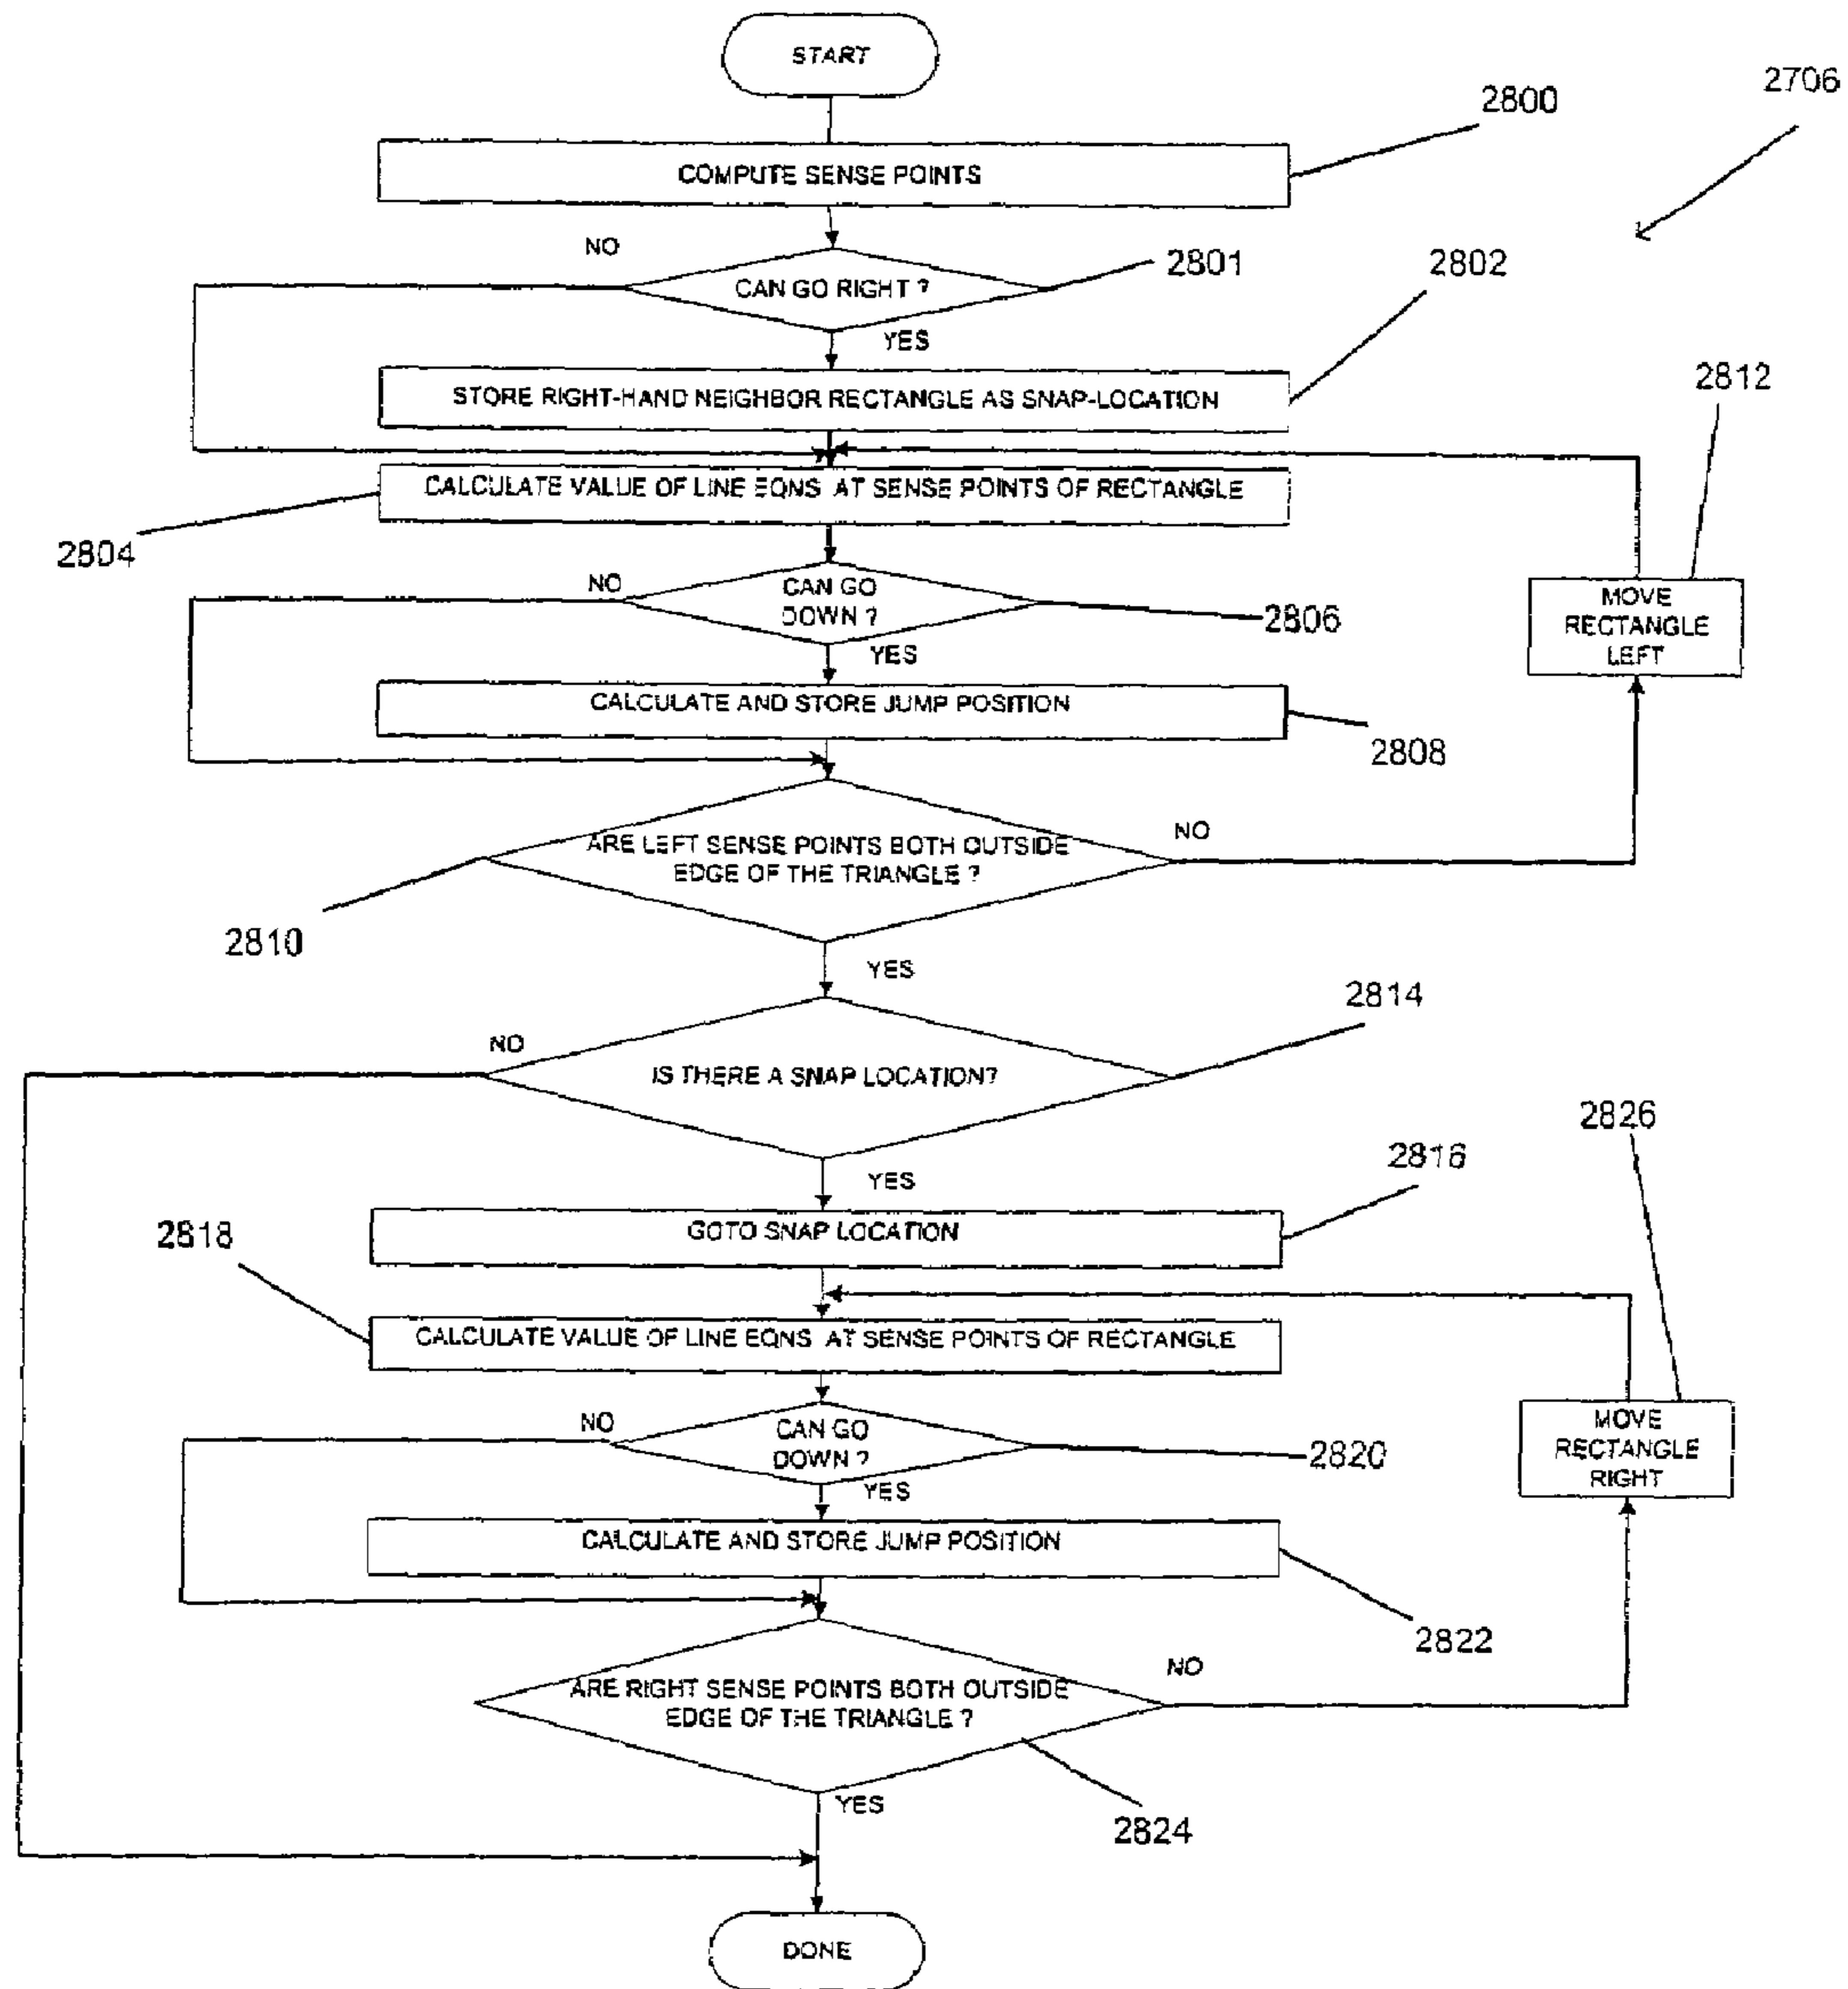 START
2706
2800
COMPUTE SENSE POINTS
NO
CAN GO RIGHT ?
2801
2802
YES
STORE RIGHT-HAND NEIGHBOR RECTANGLE AS SNAP-LOCATION
2812
CALCULATE VALUE OF LINE EQNS AT SENSE POINTS OF RECTANGLE
2804
NO
CAN GO
DOWN ?
2806
MOVE
RECTANGLE
LEFT
YES
CALCULATE AND STORE JUMP POSITION
2808
ARE LEFT SENSE POINTS BOTH OUTSIDE
EDGE OF THE TRIANGLE ?
NO
2810
YES
2814
NO
IS THERE A SNAP LOCATION?
2826
2816
YES
2818
GOTO SNAP LOCATION
CALCULATE VALUE OF LINE EQNS AT SENSE POINTS OF RECTANGLE
NO
CAN GO
DOWN ?
2820
MOVE
RECTANGLE
RIGHT
YES
CALCULATE AND STORE JUMP POSITION
2822
ARE RIGHT SENSE POINTS BOTH OUTSIDE
EDGE OF THE TRIANGLE ?
NO
YES
2824
DONE